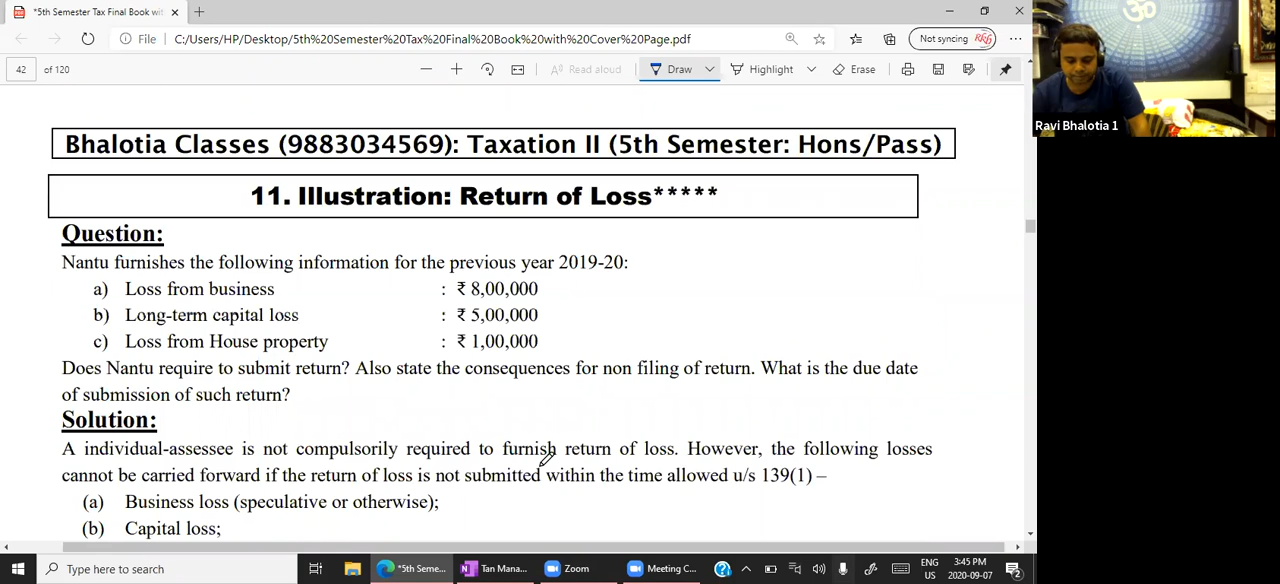 *5th Semester Tax Final Book wit
File C:/Users/HP/Desktop/5th%20Semester%20Tax%20Final%20Book%20with%20Cover%20Page.pdf
Not syncing
42 of 120
Read aloud Draw Highlight Erase
Ravi Bhalotia 1
Bhalotia Classes (9883034569): Taxation II (5th Semester: Hons/Pass)
11. Illustration: Return of Loss*****
Question:
Nantu furnishes the following information for the previous year 2019-20:
a) Loss from business : ₹ 8,00,000
b) Long-term capital loss : ₹ 5,00,000
c) Loss from House property : ₹ 1,00,000
Does Nantu require to submit return? Also state the consequences for non filing of return. What is the due date
of submission of such return?
Solution:
A individual-assessee is not compulsorily required to furnish return of loss. However, the following losses
cannot be carried forward if the return of loss is not submitted within the time allowed u/s 139(1) –
(a) Business loss (speculative or otherwise);
(b) Capital loss;
Type here to search
*5th Seme...
Tan Mana...
Zoom
Meeting C...
ENG
US
3:45 PM
2020-09-07
2